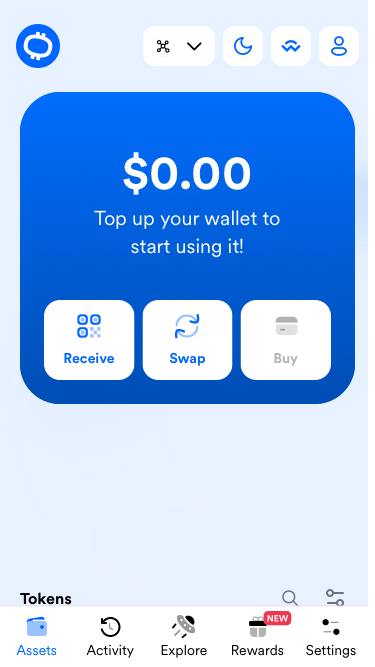 $0.00
Top up your wallet to
start using it!
Receive
Swap
Buy
Tokens
NEW
Assets
Activity
Explore
Rewards
Settings